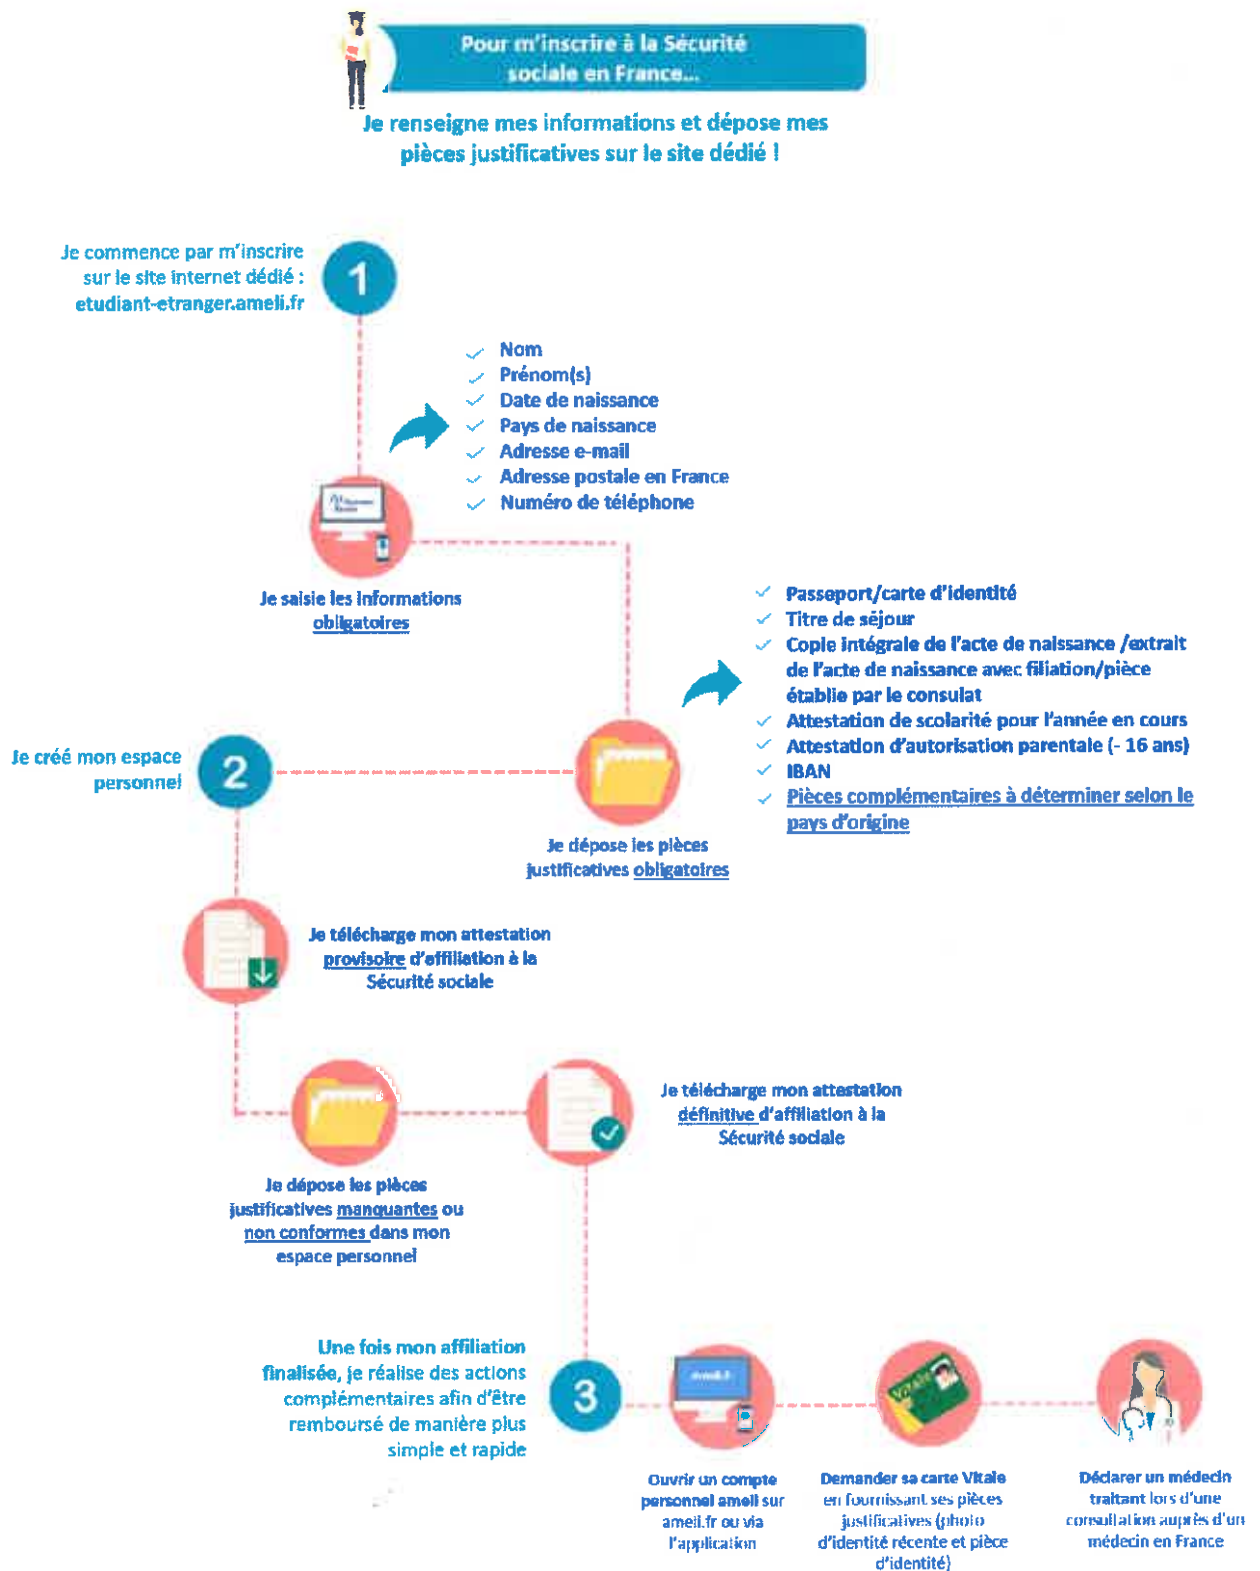 Pour m'inscrire à la Sécurité
sociale en France...
Je renseigne mes informations et dépose mes
pièces justificatives sur le site dédié !
Je commence par m'inscrire
sur le site internet dédié :
etudiant-etranger.ameli.fr
1
Nom
Prénom(s)
Date de naissance
Pays de naissance
Adresse e-mail
Adresse postale en France
Numéro de téléphone
Je saisie les informations
obligatoires
Passeport/carte d'identité
Titre de séjour
Copie intégrale de l'acte de naissance /extrait
de l'acte de naissance avec filiation/pièce
établie par le consulat
Attestation de scolarité pour l'année en cours
Attestation d'autorisation parentale (- 16 ans)
IBAN
Pièces complémentaires à déterminer selon le
pays d'origine
Je dépose les pièces
justificatives obligatoires
Je créé mon espace
personnel
2
Je télécharge mon attestation
provisoire d'affiliation à la
Sécurité sociale
Je dépose les pièces
justificatives manquantes ou
non conformes dans mon
espace personnel
Je télécharge mon attestation
définitive d'affiliation à la
Sécurité sociale
Une fois mon affiliation
finalisée, je réalise des actions
complémentaires afin d'être
remboursé de manière plus
simple et rapide
3
ameli.fr
Vitale
Ouvrir un compte
personnel ameli sur
ameli.fr ou via
l'application
Demander sa carte Vitale
en fournissant ses pièces
justificatives (photo
d'identité récente et pièce
d'identité)
Déclarer un médecin
traitant lors d'une
consultation auprès d'un
médecin en France